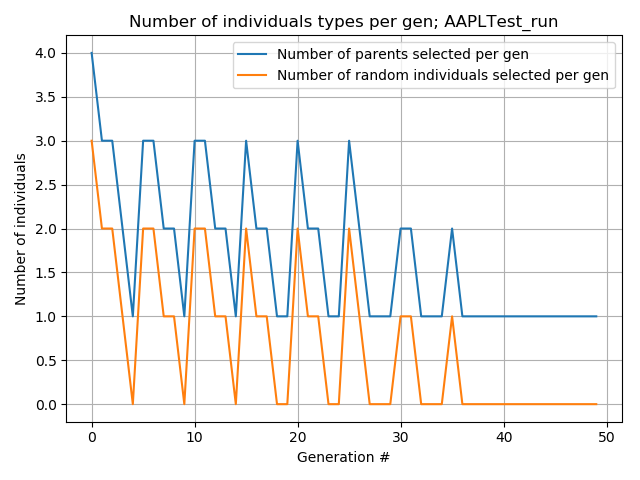 Number of individuals types per gen; AAPLTest_run
Number of parents selected per gen
Number of random individuals selected per gen
Number of individuals
4.0
3.5
3.0
2.5
2.0
1.5
1.0
0.5
0.0
0 10 20 30 40 50
Generation #